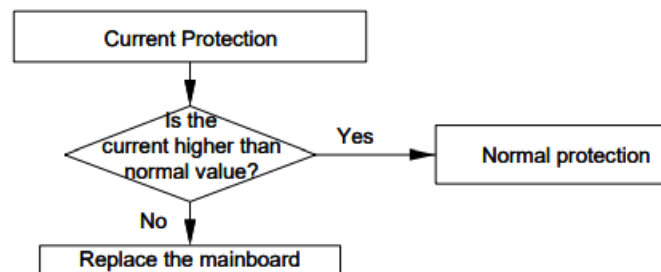 Current Protection
Is the
current higher than
normal value?
Yes
Normal protection
No
Replace the mainboard